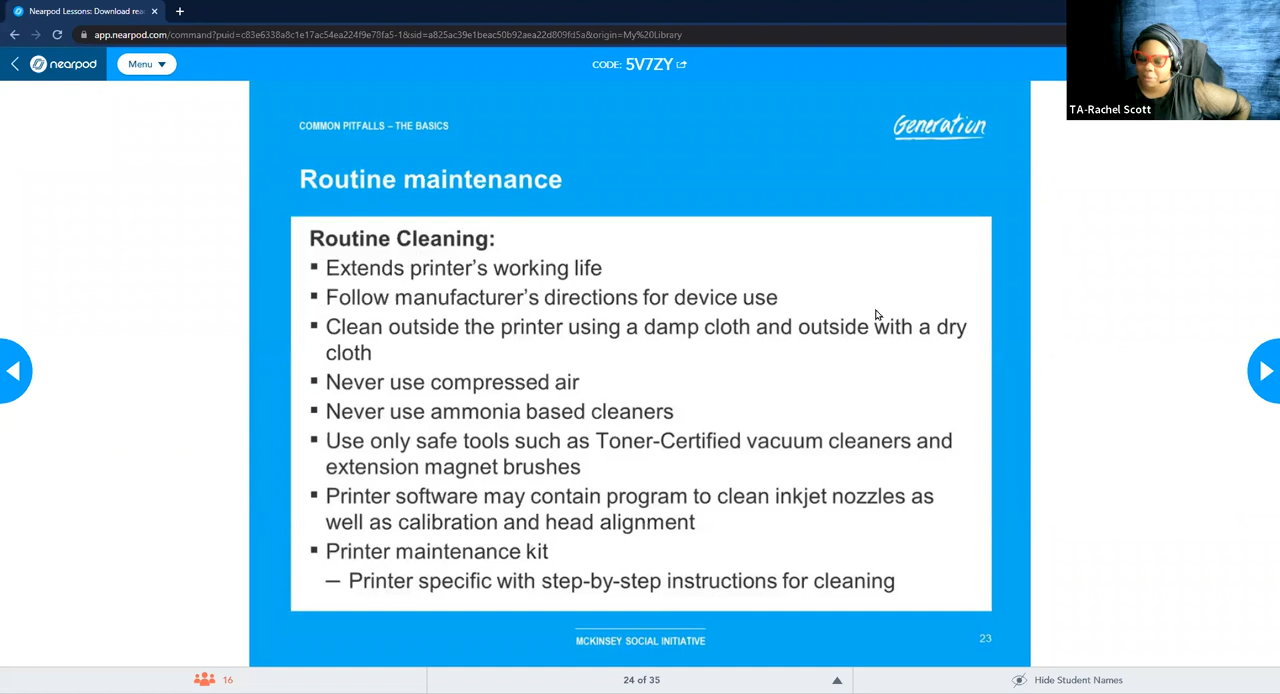 Nearpod Lessons: Download rea
app.nearpod.com/command?puid=c83e6338a8c1e17ac54ea224f9e78fa5-1&sid=a825ac39e1beac50b92aea22d809fd5a&origin=My%20Library
nearpod
Menu
CODE: 5V7ZY
TA-Rachel Scott
COMMON PITFALLS – THE BASICS
Generation
Routine maintenance
Routine Cleaning:
▪ Extends printer's working life
▪ Follow manufacturer's directions for device use
▪ Clean outside the printer using a damp cloth and outside with a dry
cloth
▪ Never use compressed air
▪ Never use ammonia based cleaners
▪ Use only safe tools such as Toner-Certified vacuum cleaners and
extension magnet brushes
▪ Printer software may contain program to clean inkjet nozzles as
well as calibration and head alignment
▪ Printer maintenance kit
– Printer specific with step-by-step instructions for cleaning
MCKINSEY SOCIAL INITIATIVE
23
16
24 of 35
Hide Student Names